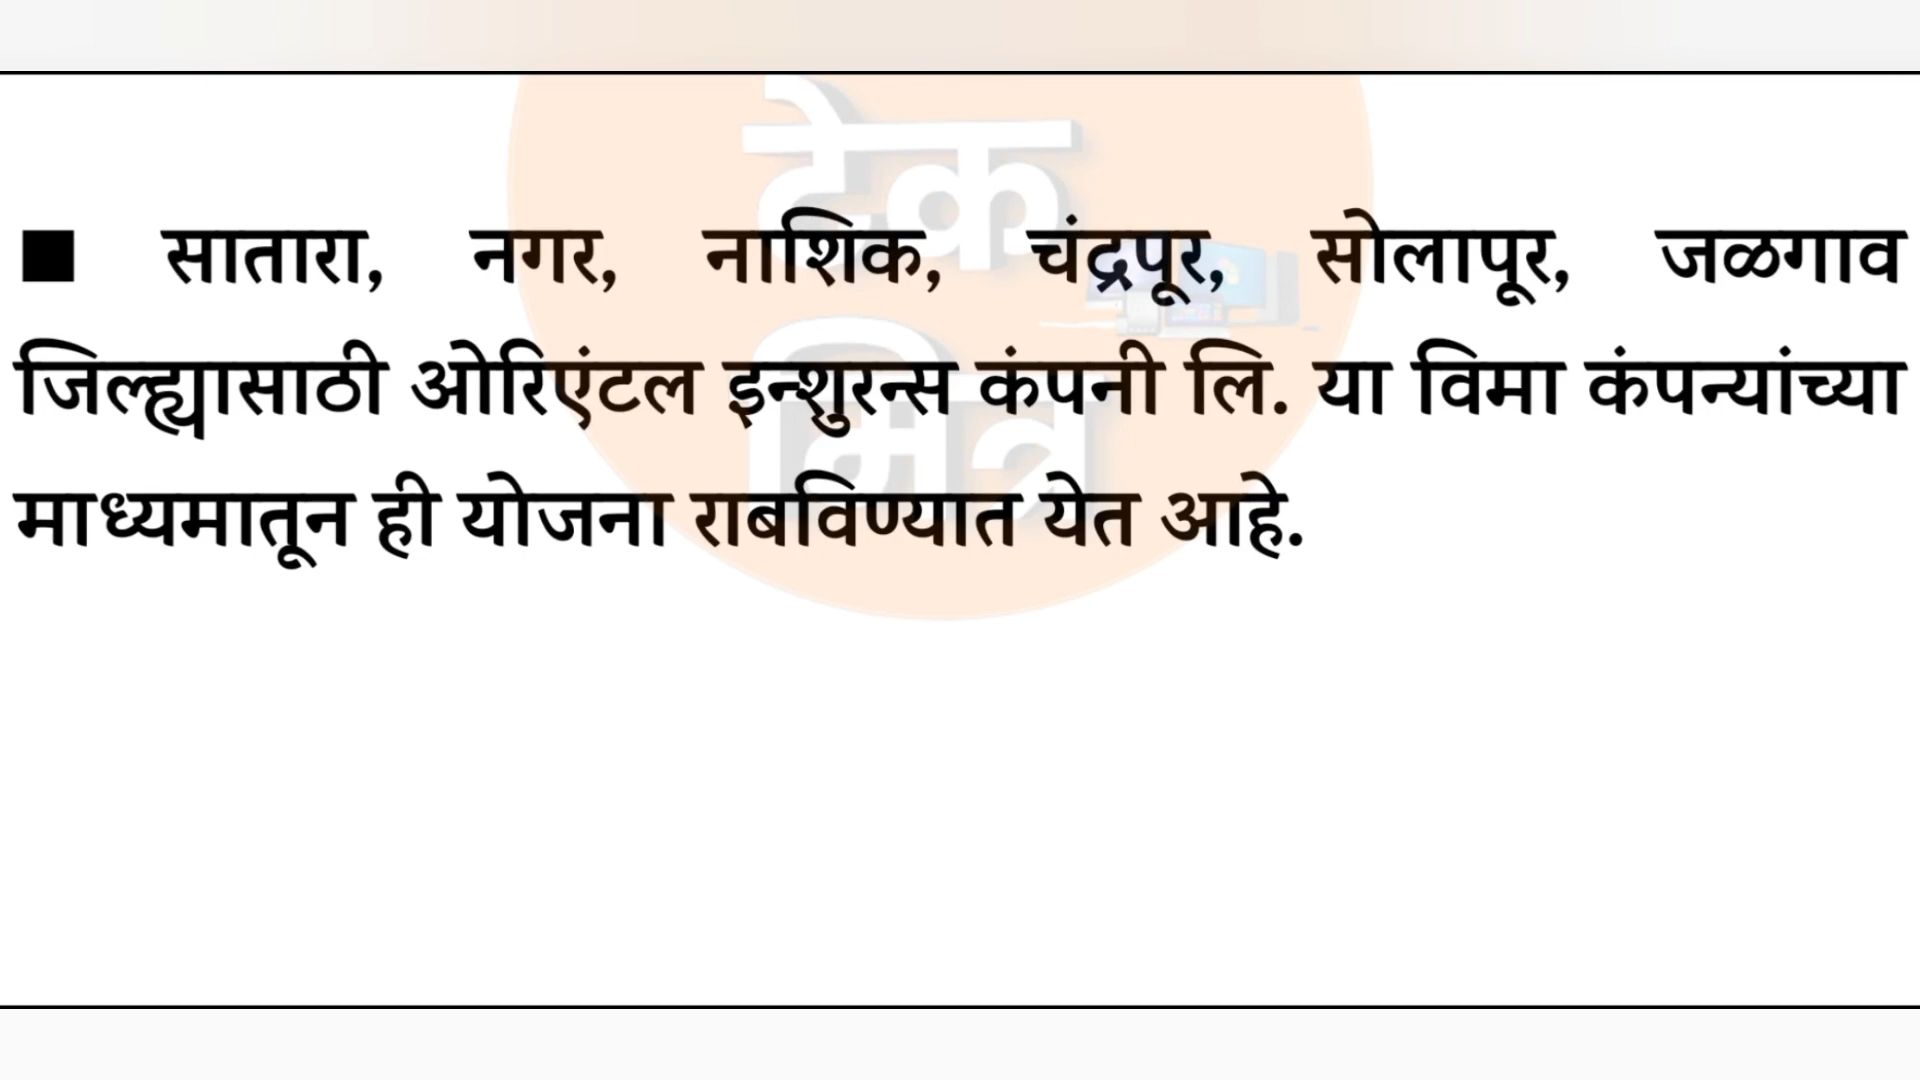 टेक
मित्र
■ सातारा, नगर, नाशिक, चंद्रपूर, सोलापूर, जळगाव
जिल्ह्यासाठी ओरिएंटल इन्शुरन्स कंपनी लि. या विमा कंपन्यांच्या
माध्यमातून ही योजना राबविण्यात येत आहे.